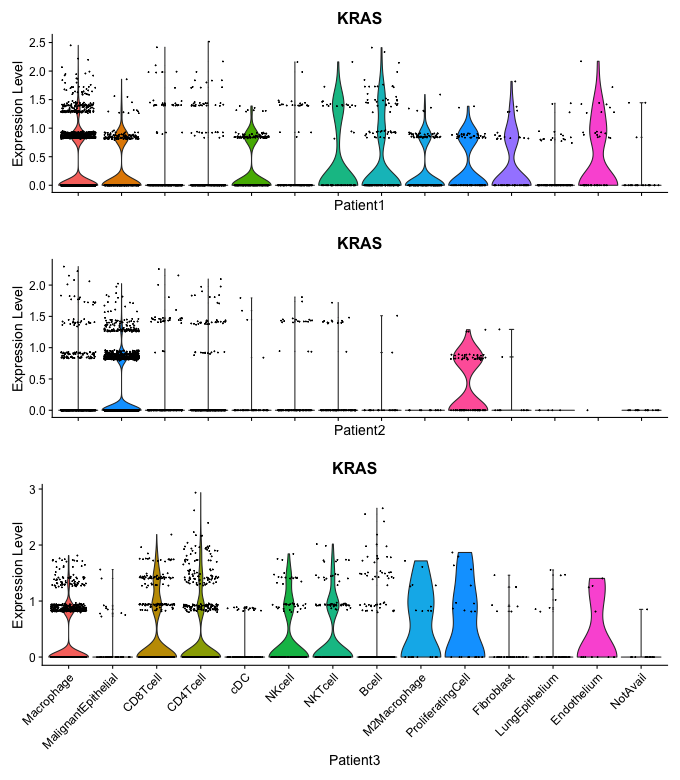 KRAS
Expression Level
2.5
2.0
1.5
1.0
0.5
0.0
Patient1
KRAS
Expression Level
2.0
1.5
1.0
0.5
0.0
Patient2
KRAS
Expression Level
3
2
1
0
Macrophage
MalignantEpithelial
CD8Tcell
CD4Tcell
cDC
NKcell
NKTcell
Bcell
M2Macrophage
ProliferatingCell
Fibroblast
LungEpithelium
Endothelium
NotAvail
Patient3